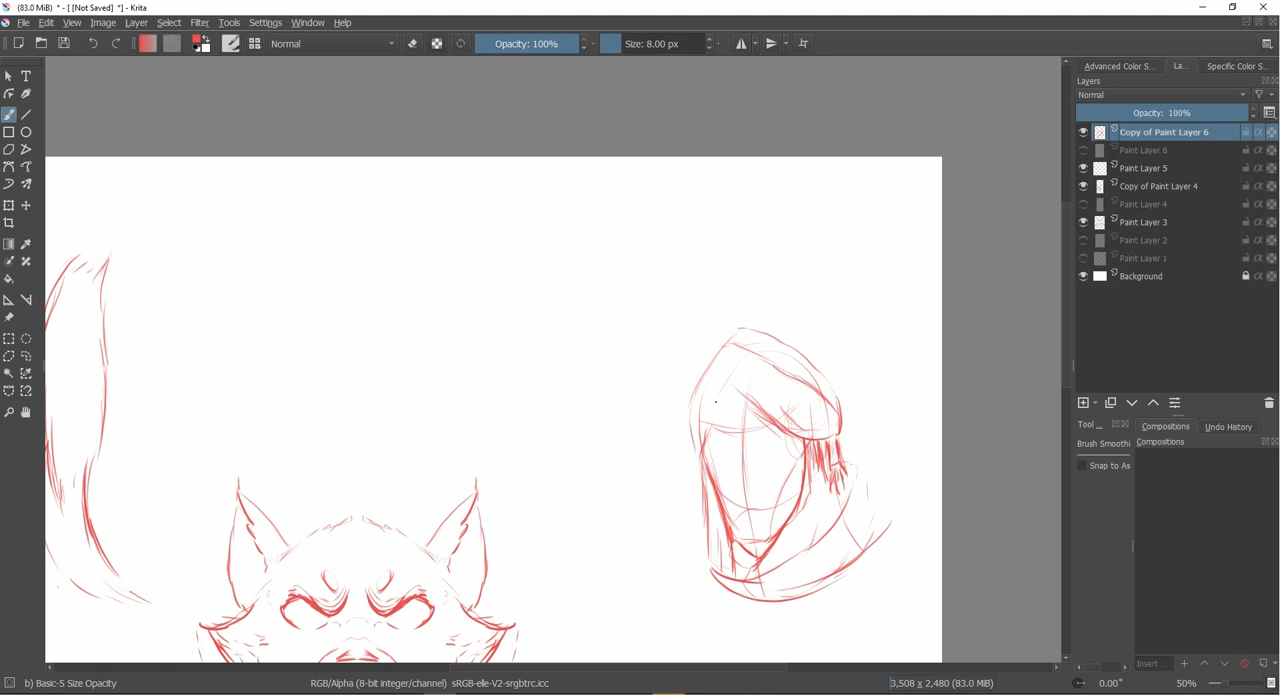 (83.0 MiB) * - [ [Not Saved] *] - Krita
File Edit View Image Layer Select Filter Tools Settings Window Help
Normal Opacity: 100% Size: 8.00 px
Advanced Color S... La... Specific Color S...
Layers
Normal
Opacity: 100%
Copy of Paint Layer 6
Paint Layer 6
Paint Layer 5
Copy of Paint Layer 4
Paint Layer 4
Paint Layer 3
Paint Layer 2
Paint Layer 1
Background
Tool ... Compositions Undo History
Brush Smoothi Compositions
Snap to As
Insert ...
b) Basic-5 Size Opacity RGB/Alpha (8-bit integer/channel) sRGB-elle-V2-srgbtrc.icc 3,508 x 2,480 (83.0 MiB) 0.00° 50%